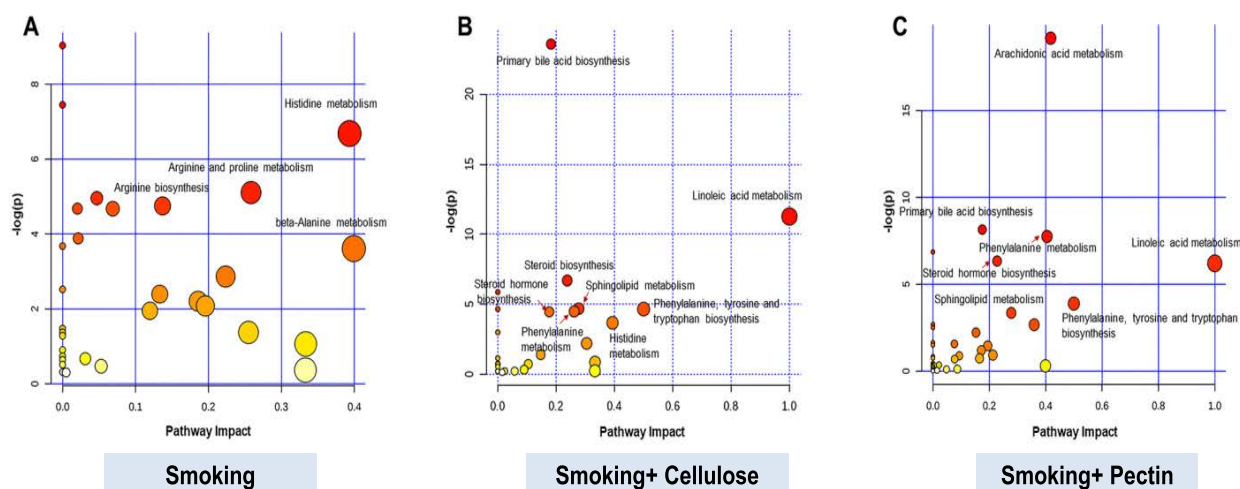 A
-log(p)
8
6
4
2
0
Histidine metabolism
Arginine and proline metabolism
Arginine biosynthesis
beta-Alanine metabolism
0.0 0.1 0.2 0.3 0.4
Pathway Impact
Smoking
B
-log(p)
20
15
10
5
0
Primary bile acid biosynthesis
Linoleic acid metabolism
Steroid biosynthesis
Steroid hormone
biosynthesis
Sphingolipid metabolism
Phenylalanine, tyrosine and
tryptophan biosynthesis
Phenylalanine
metabolism
Histidine
metabolism
0.0 0.2 0.4 0.6 0.8 1.0
Pathway Impact
Smoking+ Cellulose
C
-log(p)
15
10
5
0
Arachidonic acid metabolism
Primary bile acid biosynthesis
Phenylalanine metabolism
Linoleic acid metabolism
Steroid hormone biosynthesis
Sphingolipid metabolism
Phenylalanine, tyrosine and tryptophan
biosynthesis
0.0 0.2 0.4 0.6 0.8 1.0
Pathway Impact
Smoking+ Pectin